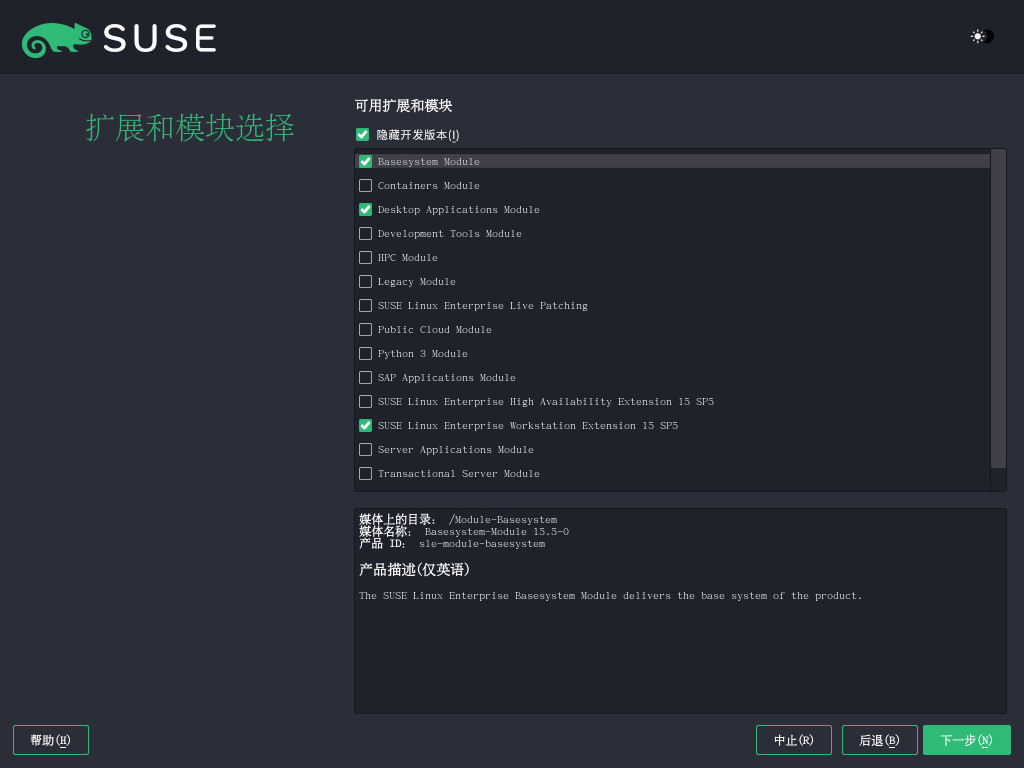 SUSE
扩展和模块选择
可用扩展和模块
隐藏开发版本(I)
Basesystem Module
Containers Module
Desktop Applications Module
Development Tools Module
HPC Module
Legacy Module
SUSE Linux Enterprise Live Patching
Public Cloud Module
Python 3 Module
SAP Applications Module
SUSE Linux Enterprise High Availability Extension 15 SP5
SUSE Linux Enterprise Workstation Extension 15 SP5
Server Applications Module
Transactional Server Module
媒体上的目录： /Module-Basesystem
媒体名称： Basesystem-Module 15.5-0
产品 ID： sle-module-basesystem
产品描述(仅英语)
The SUSE Linux Enterprise Basesystem Module delivers the base system of the product.
帮助(H)
中止(R)
后退(B)
下一步(N)